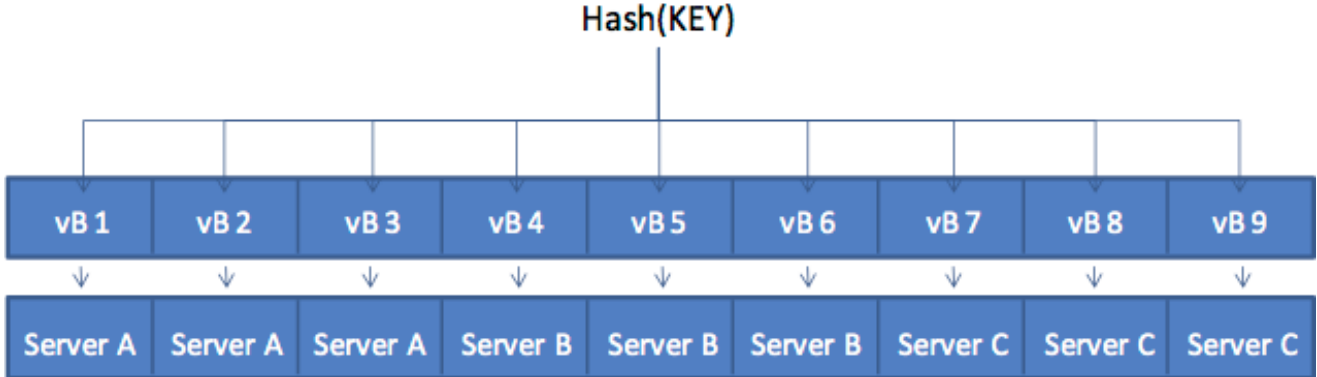 Hash(KEY)
vB 1 vB 2 vB 3 vB 4 vB 5 vB 6 vB 7 vB 8 vB 9
Server A Server A Server A Server B Server B Server B Server C Server C Server C